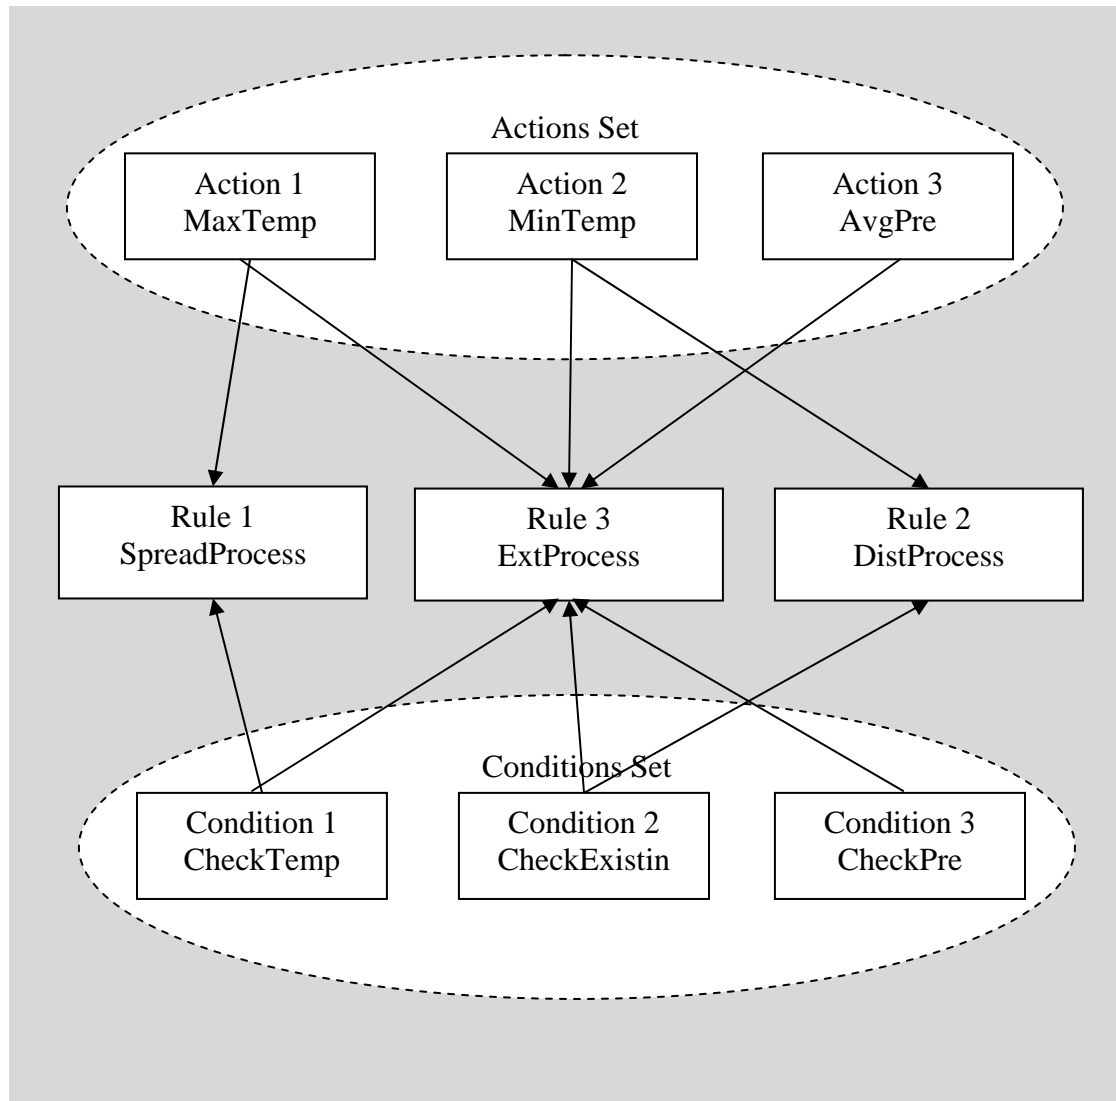 Actions Set
Action 1
MaxTemp
Action 2
MinTemp
Action 3
AvgPre
Rule 1
SpreadProcess
Rule 3
ExtProcess
Rule 2
DistProcess
Conditions Set
Condition 1
CheckTemp
Condition 2
CheckExistin
Condition 3
CheckPre